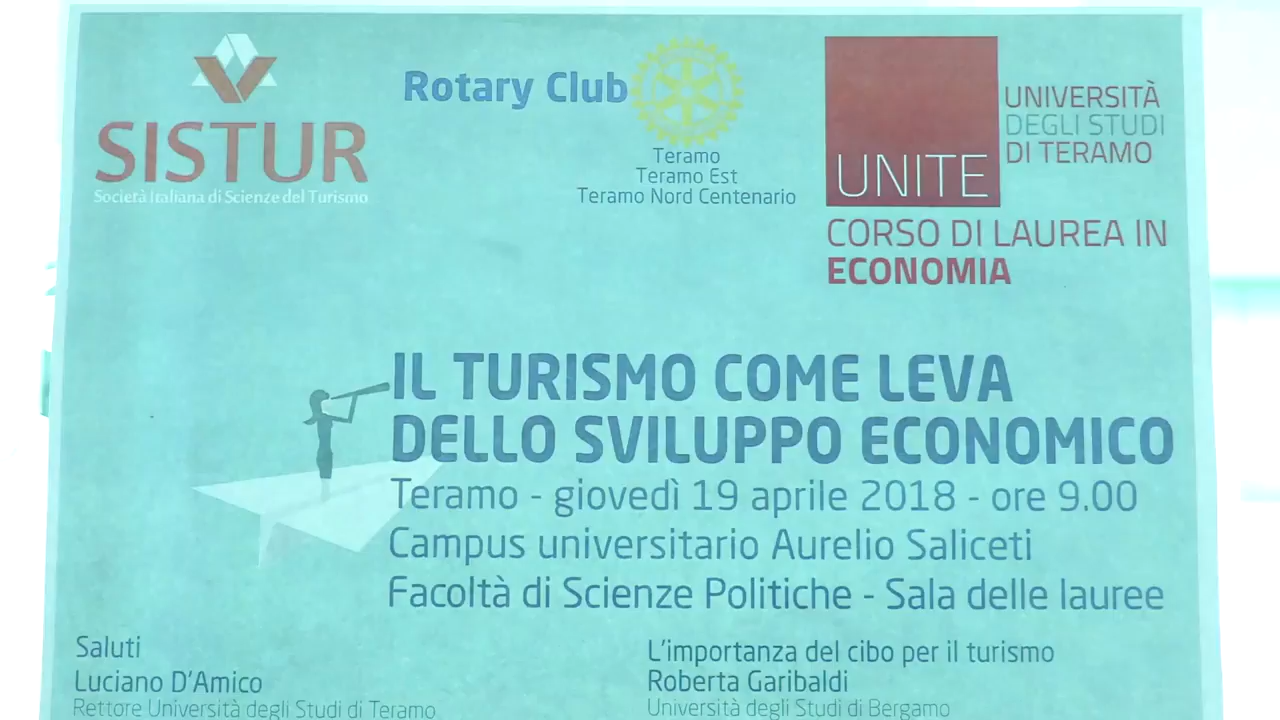 SISTUR
Società Italiana di Scienze del Turismo
Rotary Club
Teramo
Teramo Est
Teramo Nord Centenario
UNITE
UNIVERSITÀ
DEGLI STUDI
DI TERAMO
CORSO DI LAUREA IN
ECONOMIA
IL TURISMO COME LEVA
DELLO SVILUPPO ECONOMICO
Teramo - giovedì 19 aprile 2018 - ore 9.00
Campus universitario Aurelio Saliceti
Facoltà di Scienze Politiche - Sala delle lauree
Saluti
Luciano D'Amico
Rettore Università degli Studi di Teramo
L'importanza del cibo per il turismo
Roberta Garibaldi
Università degli Studi di Bergamo